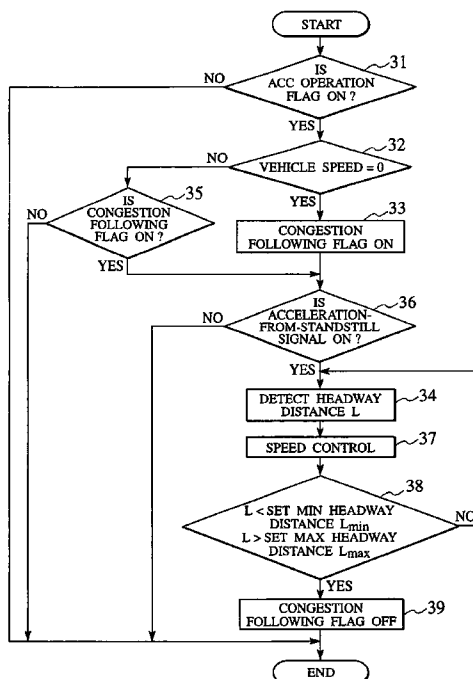 START
31
IS
ACC OPERATION
FLAG ON ?
NO
YES
32
VEHICLE SPEED = 0
NO
YES
35
IS
CONGESTION
FOLLOWING
FLAG ON ?
NO
YES
33
CONGESTION
FOLLOWING FLAG ON
36
IS
ACCELERATION-
FROM-STANDSTILL
SIGNAL ON ?
NO
YES
34
DETECT HEADWAY
DISTANCE L
37
SPEED CONTROL
38
L < SET MIN HEADWAY
DISTANCE Lmin
L > SET MAX HEADWAY
DISTANCE Lmax
NO
YES
39
CONGESTION
FOLLOWING FLAG OFF
END